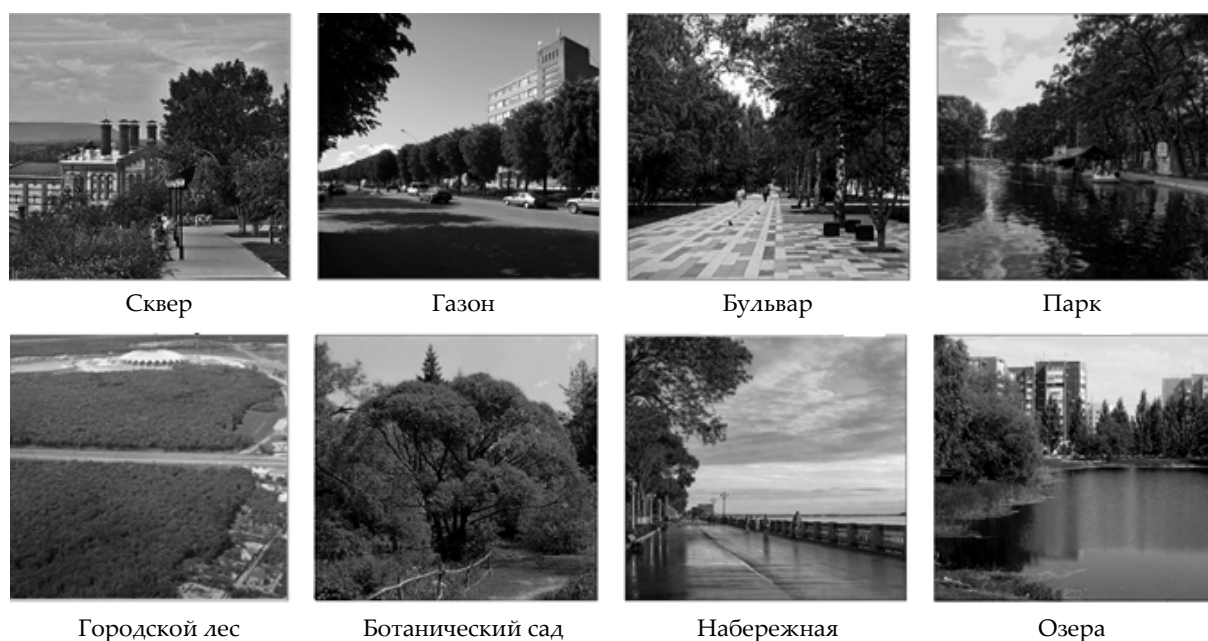 Сквер
Газон
Бульвар
Парк
Городской лес
Ботанический сад
Набережная
Озера